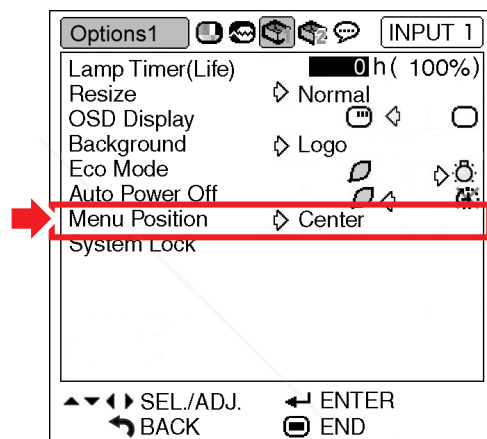 Options1 INPUT 1
Lamp Timer(Life) 0 h ( 100%)
Resize Normal
OSD Display
Background Logo
Eco Mode
Auto Power Off
Menu Position Center
System Lock
SEL./ADJ. ENTER
BACK END